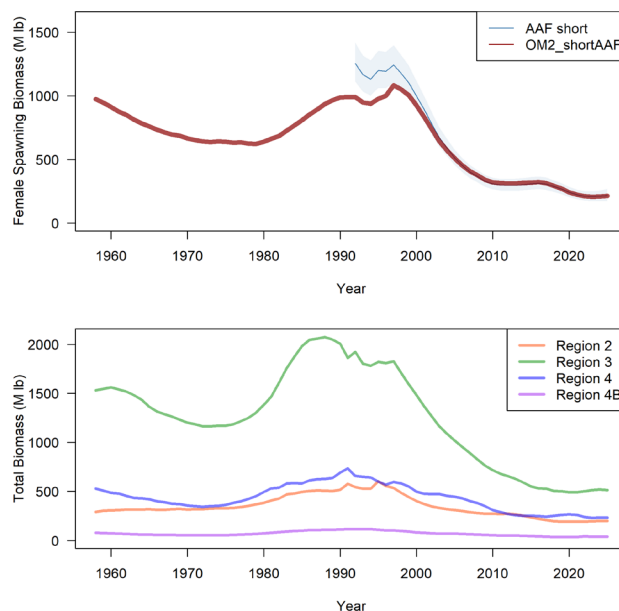 Female Spawning Biomass (M lb)
1500
1000
500
0
AAF short
OM2_shortAAF
1960 1970 1980 1990 2000 2010 2020
Year
Total Biomass (M lb)
2000
1500
1000
500
0
Region 2
Region 3
Region 4
Region 4B
1960 1970 1980 1990 2000 2010 2020
Year